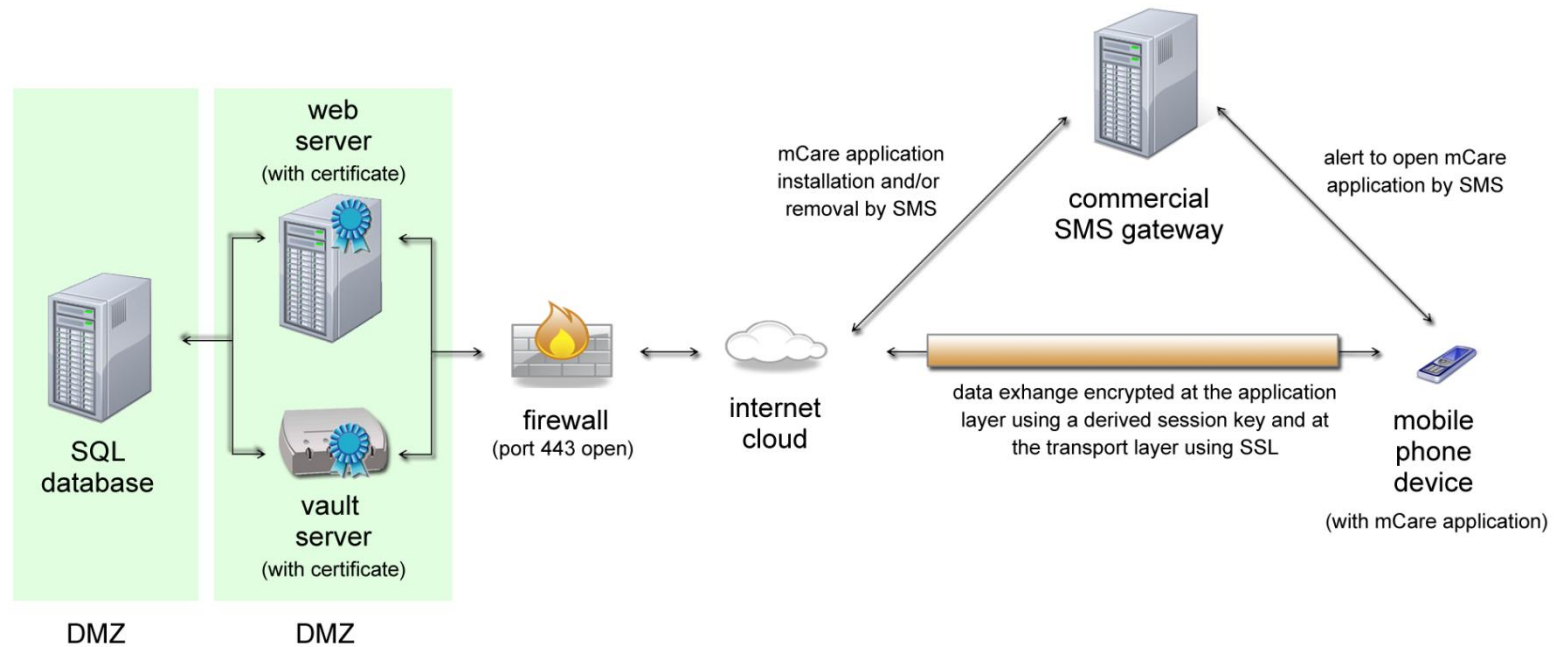 web
server
(with certificate)
SQL
database
vault
server
(with certificate)
DMZ
DMZ
firewall
(port 443 open)
internet
cloud
mCare application
installation and/or
removal by SMS
commercial
SMS gateway
alert to open mCare
application by SMS
data exhange encrypted at the application
layer using a derived session key and at
the transport layer using SSL
mobile
phone
device
(with mCare application)